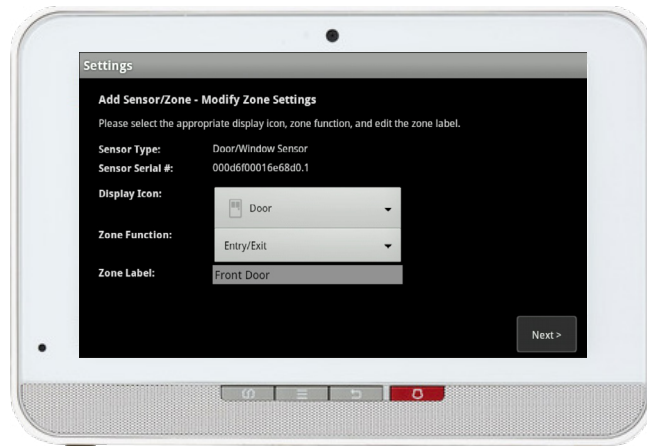 Settings
Add Sensor/Zone - Modify Zone Settings
Please select the appropriate display icon, zone function, and edit the zone label.
Sensor Type: Door/Window Sensor
Sensor Serial #: 000d6f00016e68d0.1
Display Icon: Door
Zone Function: Entry/Exit
Zone Label: Front Door
Next >